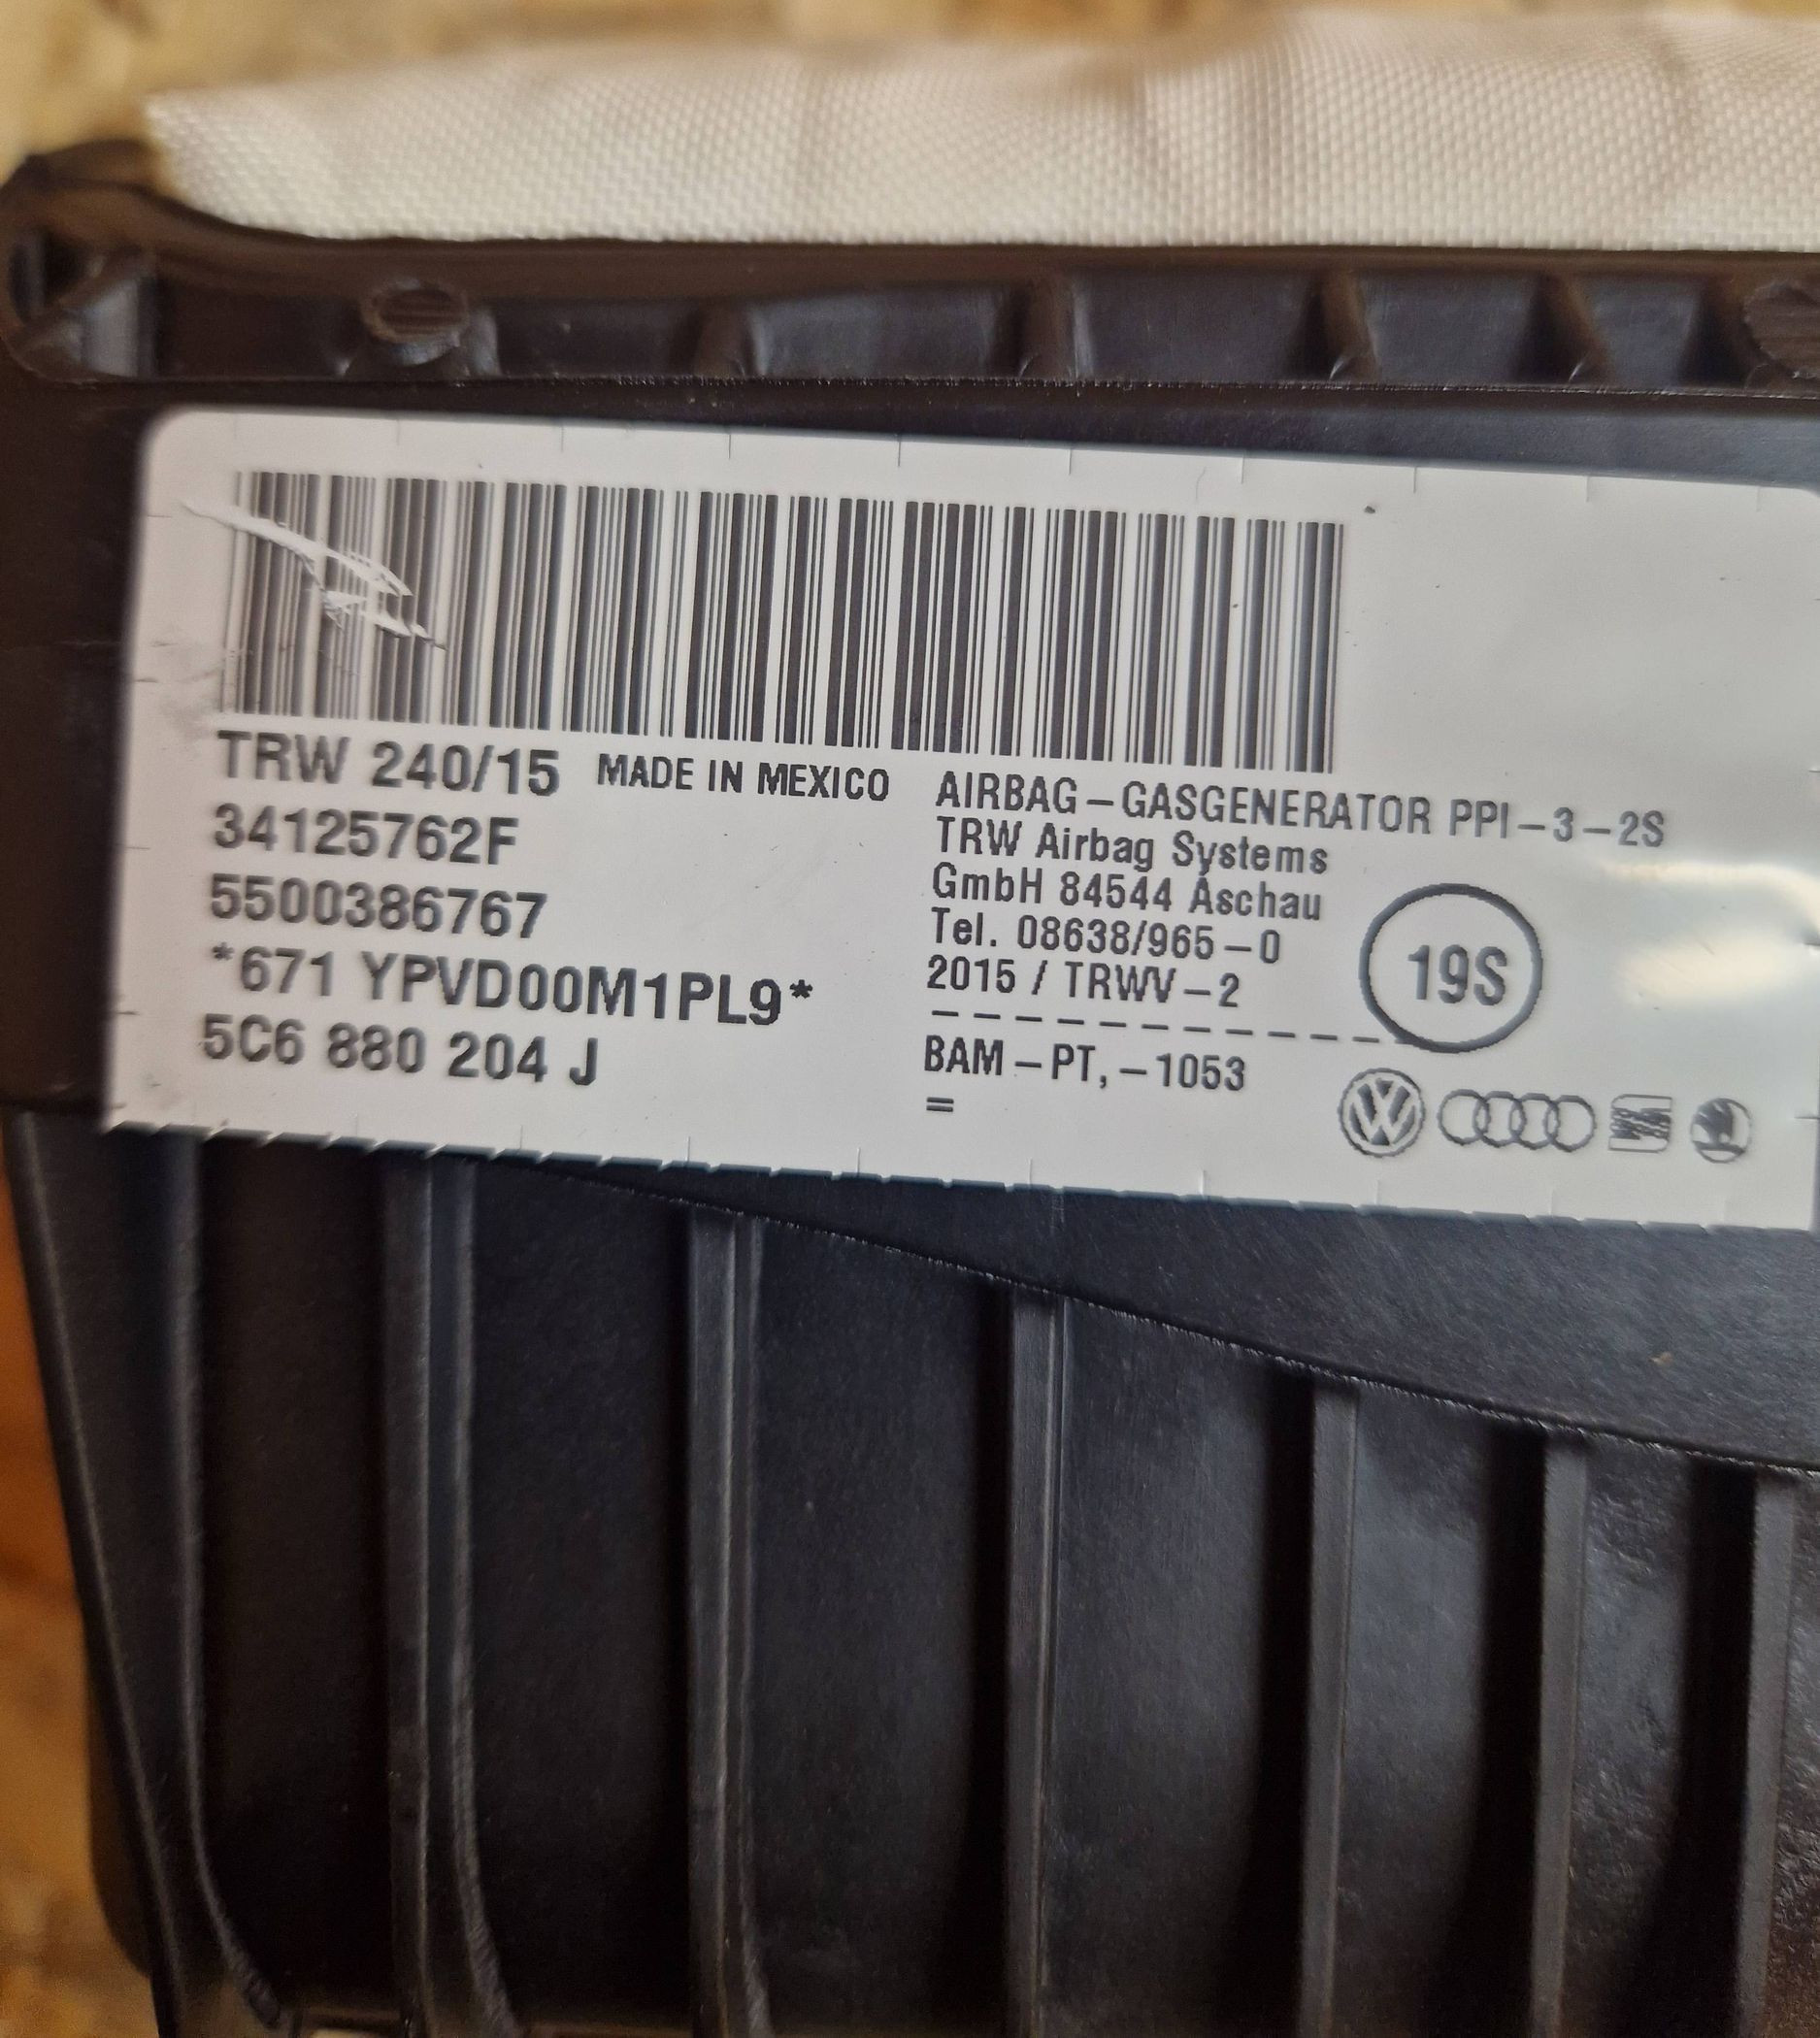 TRW 240/15 MADE IN MEXICO
34125762F
5500386767
*671 YPVD00M1PL9*
5C6 880 204 J
AIRBAG-GASGENERATOR PPI-3-2S
TRW Airbag Systems
GmbH 84544 Aschau
Tel. 08638/965-0
2015 / TRWV-2
19S
BAM-PT,-1053
=